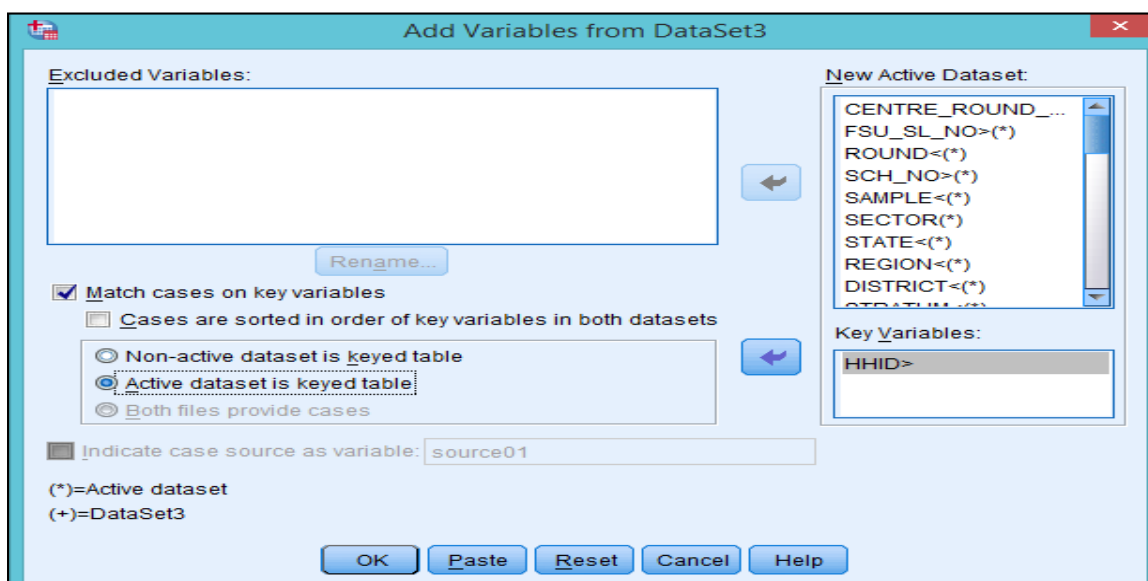 Add Variables from DataSet3
Excluded Variables:
New Active Dataset:
CENTRE_ROUND_...
FSU_SL_NO>(*)
ROUND<(*)
SCH_NO>(*)
SAMPLE<(*)
SECTOR(*)
STATE<(*)
REGION<(*)
DISTRICT<(*)
Rename...
Match cases on key variables
Cases are sorted in order of key variables in both datasets
Non-active dataset is keyed table
Active dataset is keyed table
Both files provide cases
Key Variables:
HHID>
Indicate case source as variable: source01
(*)=Active dataset
(+)=DataSet3
OK Paste Reset Cancel Help